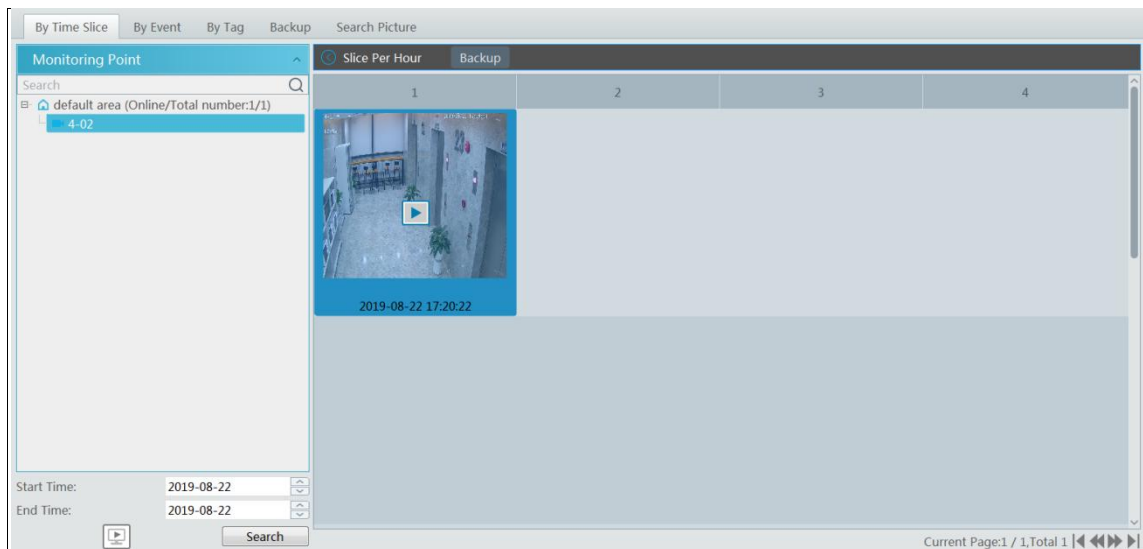 By Time Slice By Event By Tag Backup Search Picture
Monitoring Point
Slice Per Hour Backup
Search
1 2 3 4
default area (Online/Total number:1/1)
4-02
2019-08-22 17:20:22
Start Time: 2019-08-22
End Time: 2019-08-22
Search
Current Page:1 / 1,Total 1